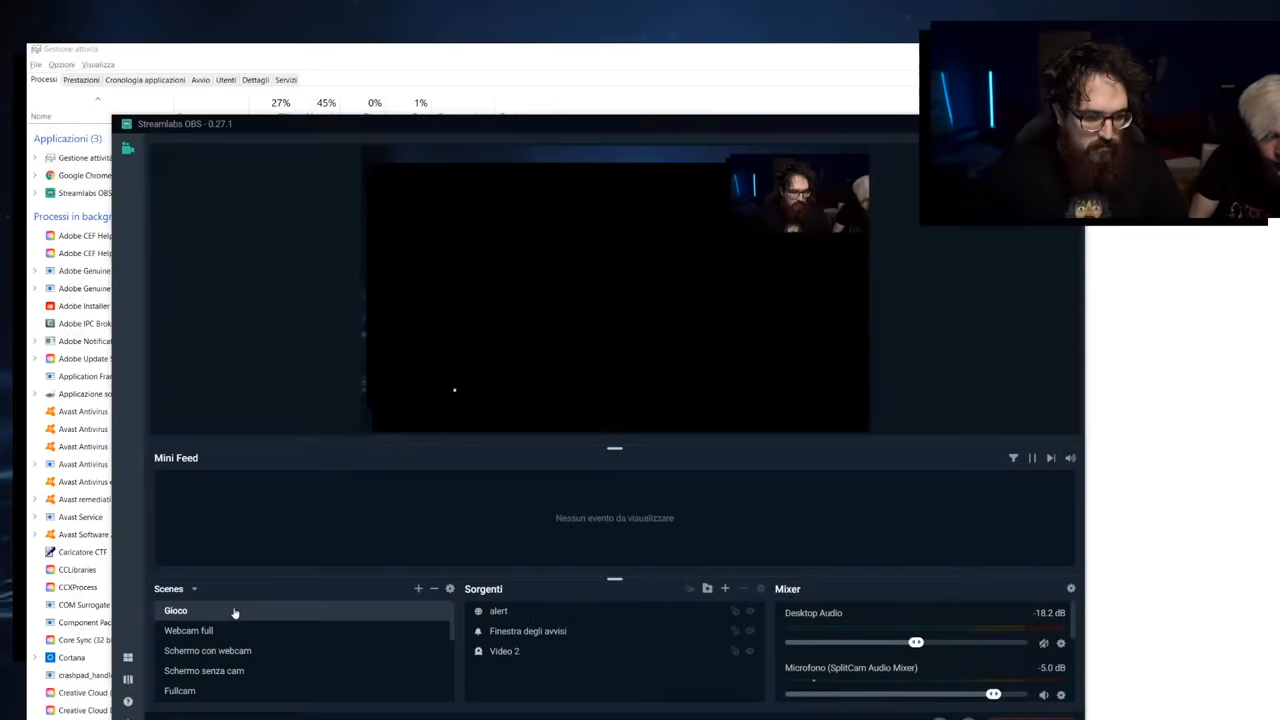 Gestione attività
File Opzioni Visualizza
Processi Prestazioni Cronologia applicazioni Avvio Utenti Dettagli Servizi
27% 45% 0% 1%
Nome
Applicazioni (3)
Gestione attività
Google Chrome
Streamlabs OBS
Processi in backg
Adobe CEF Help
Adobe CEF Help
Adobe Genuine
Adobe Genuine
Adobe Installer
Adobe IPC Brok
Adobe Notificat
Adobe Update S
Application Fran
Applicazione so
Avast Antivirus
Avast Antivirus
Avast Antivirus
Avast Antivirus
Avast Antivirus e
Avast remediati
Avast Service
Avast Software A
Caricatore CTF
CCLibraries
CCXProcess
COM Surrogate
Component Pac
Core Sync (32 b
Cortana
crashpad_handle
Creative Cloud (
Creative Cloud D
Streamlabs OBS - 0.27.1
Mini Feed
Nessun evento da visualizzare
Scenes
Gioco
Webcam full
Schermo con webcam
Schermo senza cam
Fullcam
Sorgenti
alert
Finestra degli avvisi
Video 2
Mixer
Desktop Audio -18.2 dB
Microfono (SplitCam Audio Mixer) -5.0 dB